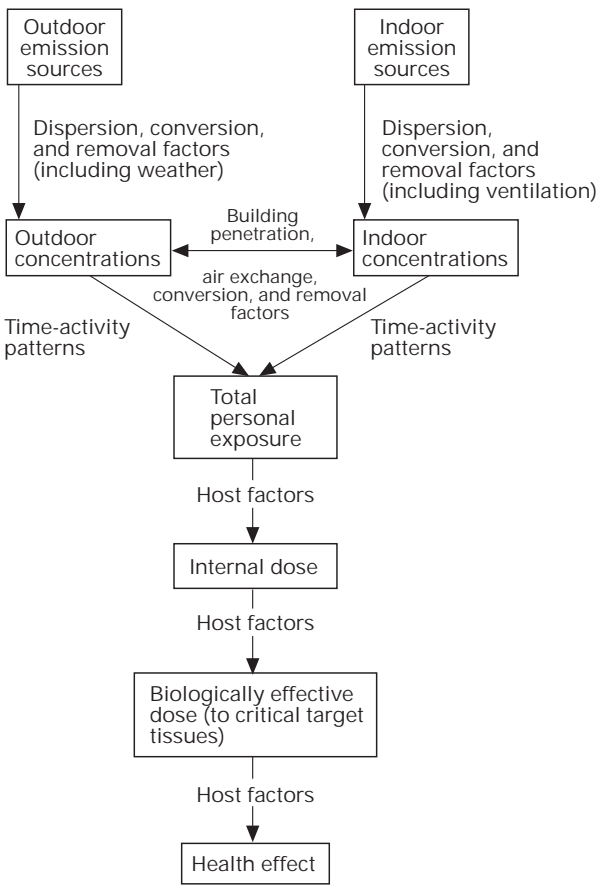 Outdoor
emission
sources
Indoor
emission
sources
Dispersion, conversion,
and removal factors
(including weather)
Dispersion,
conversion, and
removal factors
(including ventilation)
Outdoor
concentrations
Building
penetration,
air exchange,
conversion, and removal
factors
Indoor
concentrations
Time-activity
patterns
Time-activity
patterns
Total
personal
exposure
Host factors
Internal dose
Host factors
Biologically effective
dose (to critical target
tissues)
Host factors
Health effect